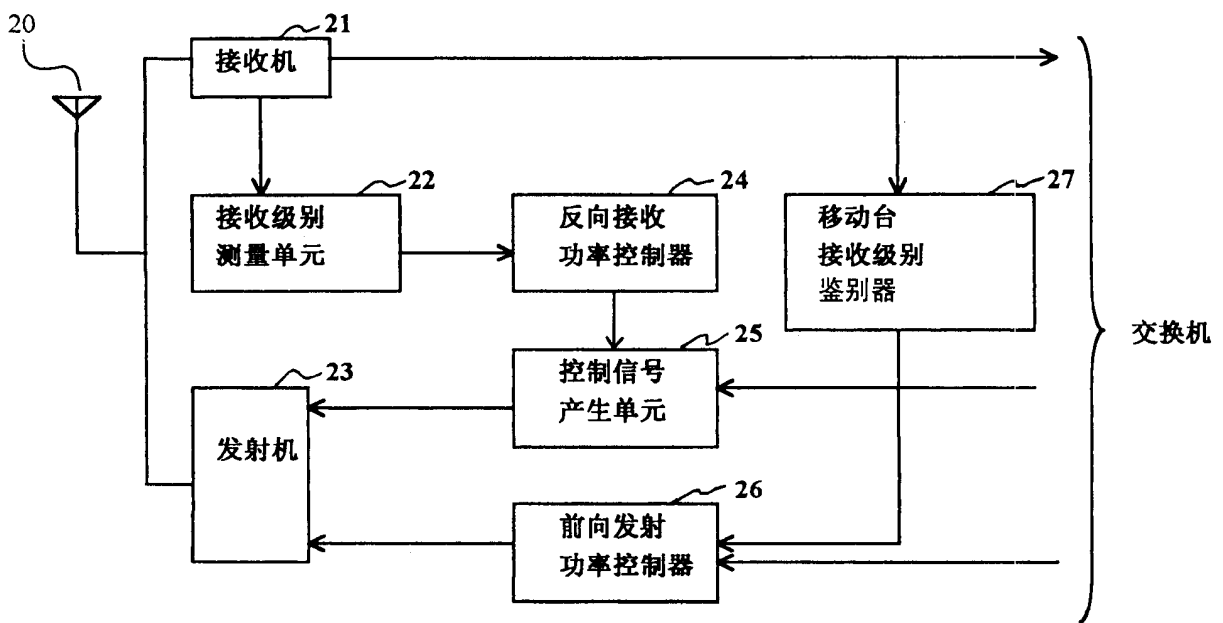 20
21
接收机
22
接收级别
测量单元
24
反向接收
功率控制器
27
移动台
接收级别
鉴别器
交换机
25
控制信号
产生单元
23
发射机
26
前向发射
功率控制器